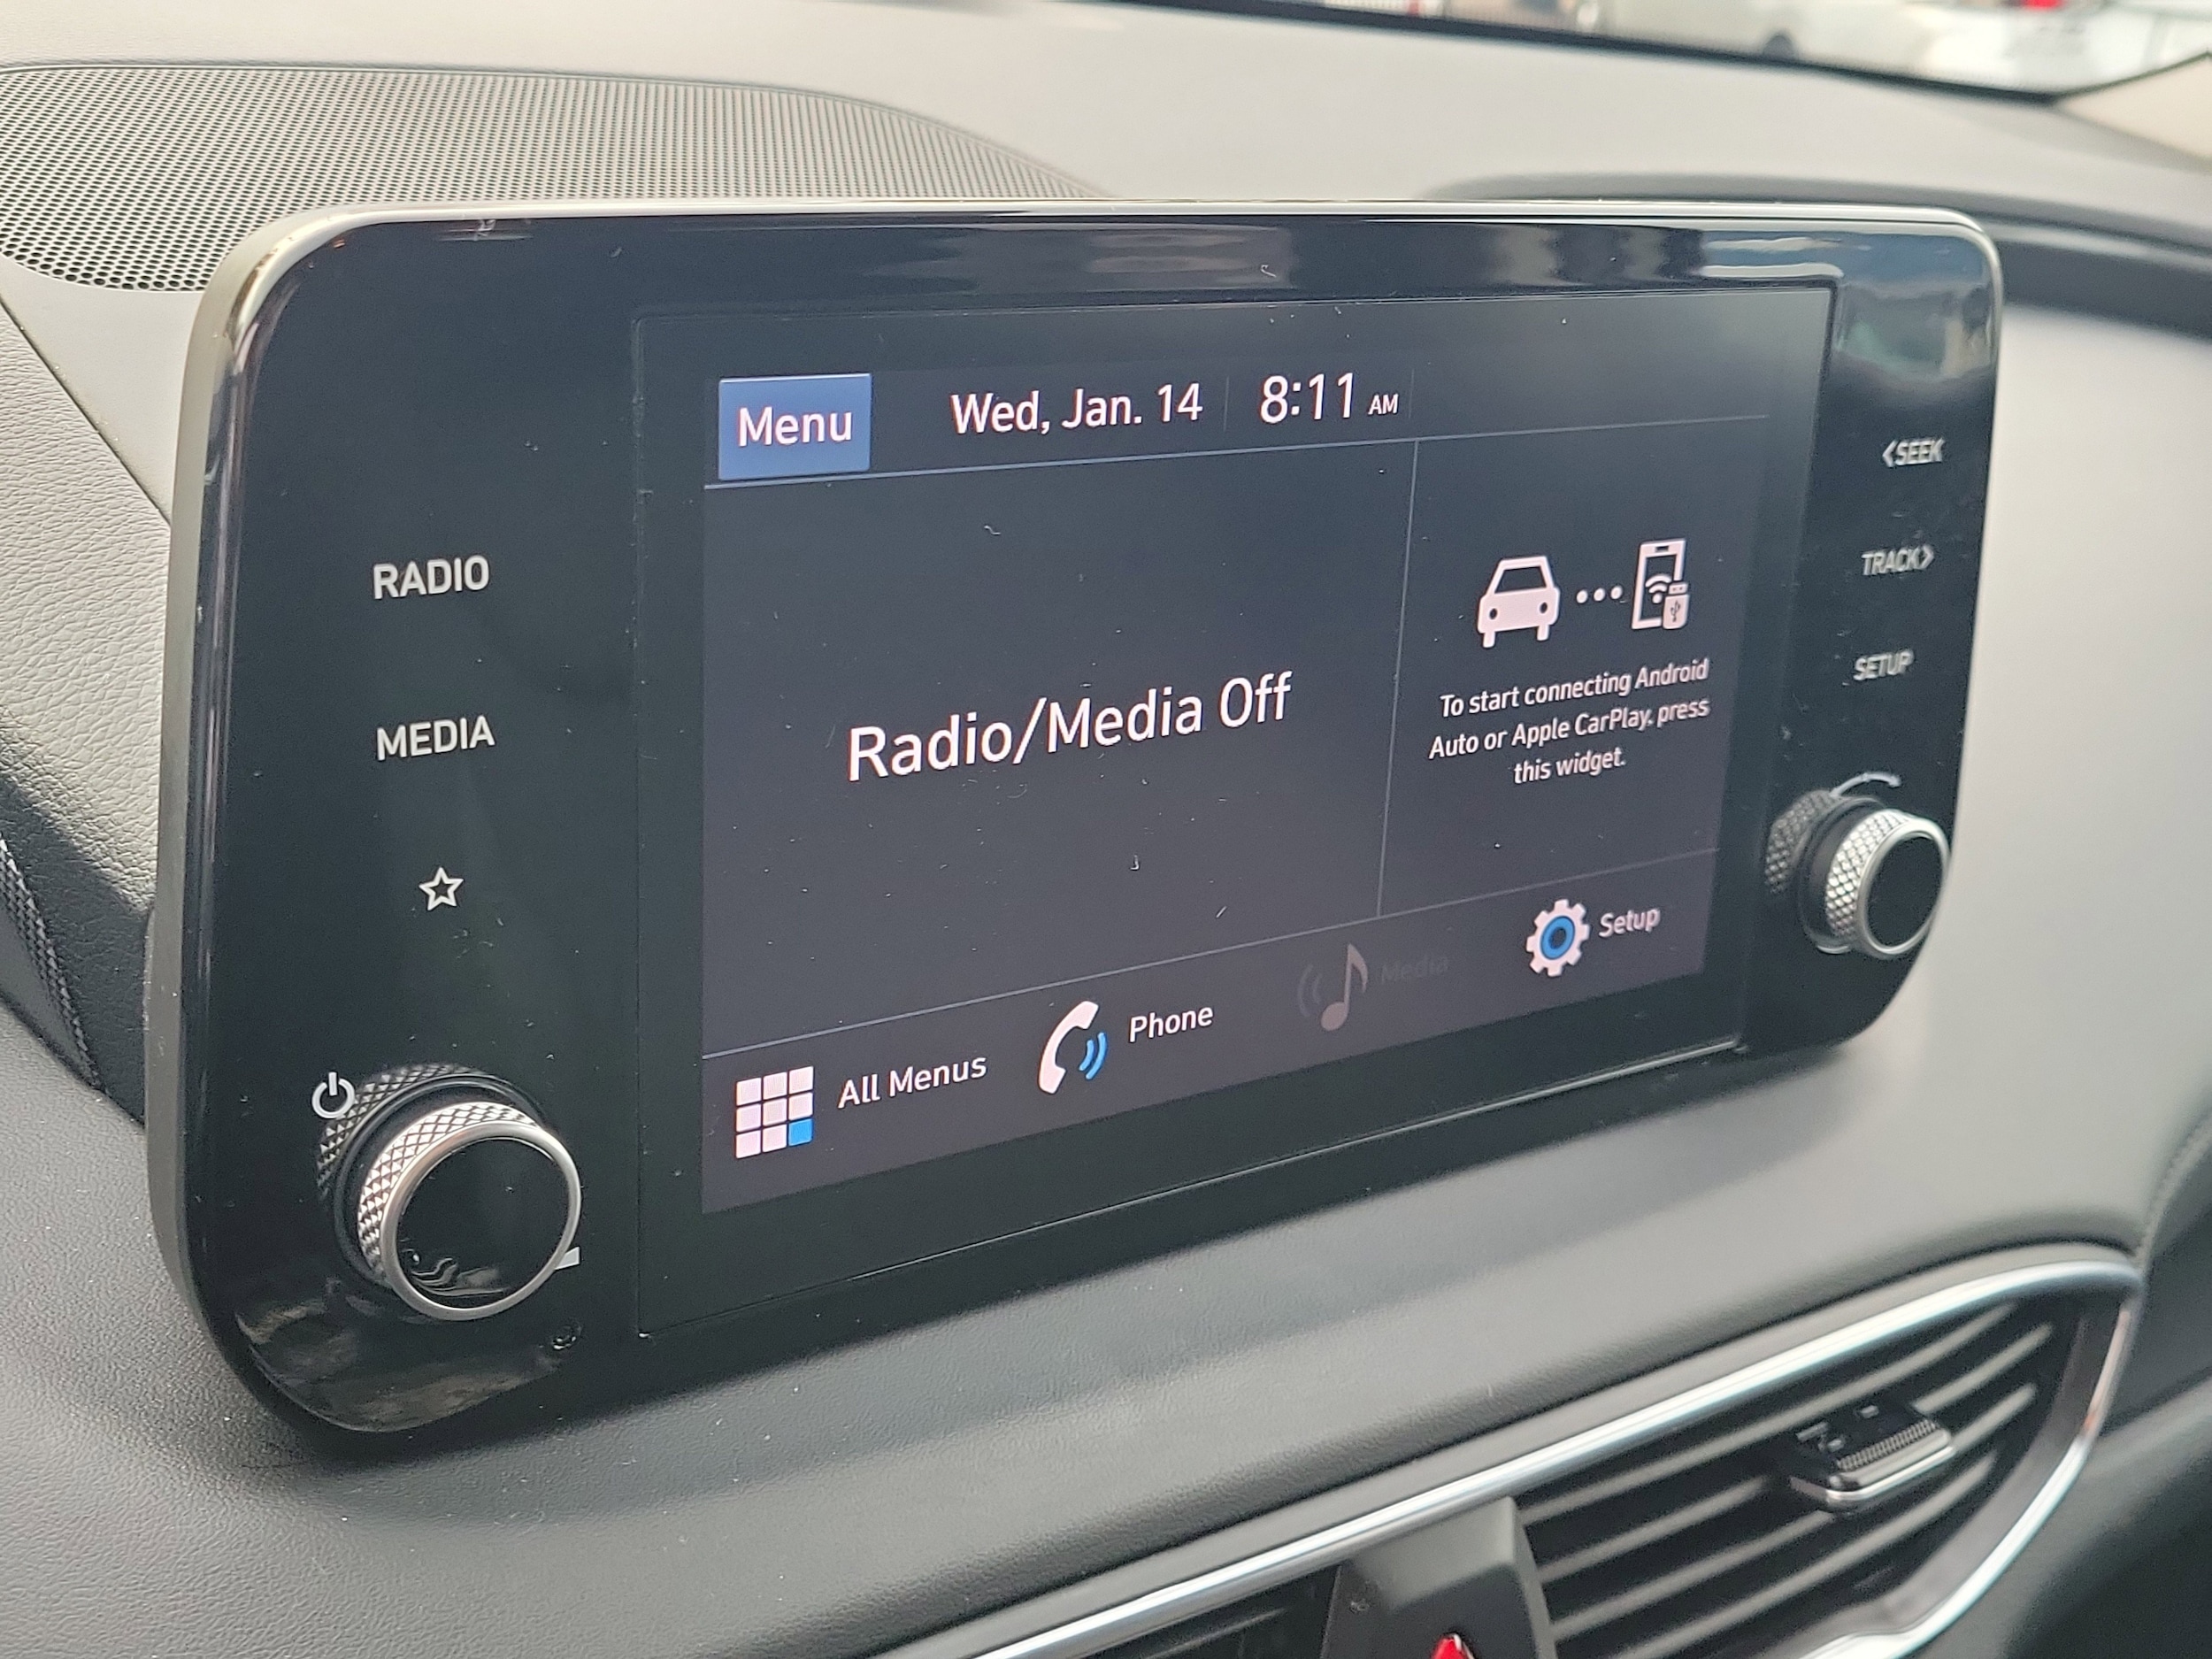 Menu
Wed, Jan. 14
8:11 AM
RADIO
MEDIA
Radio/Media Off
To start connecting Android
Auto or Apple CarPlay, press
this widget.
All Menus
Phone
Media
Setup
<SEEK
TRACK>
SETUP